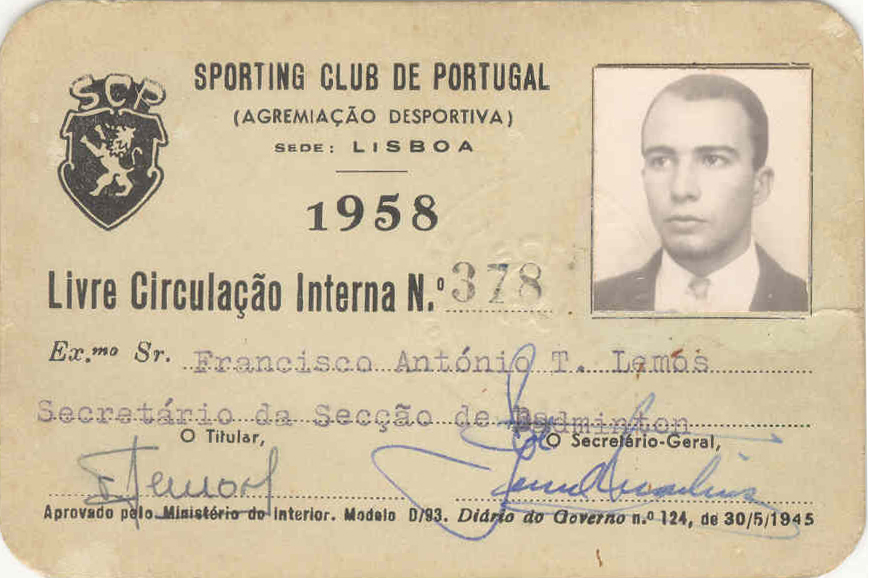 SCP
SPORTING CLUB DE PORTUGAL
(AGREMIAÇÃO DESPORTIVA)
SEDE: LISBOA
1958
Livre Circulação Interna N.º 378
Ex.mo Sr. Francisco António T. Lemos
Secretário da Secção de Badminton
O Titular,
O Secretário-Geral,
FLemos
Aprovado pelo Ministério do Interior. Modelo D/93. Diário do Governo n.º 124, de 30/5/1945